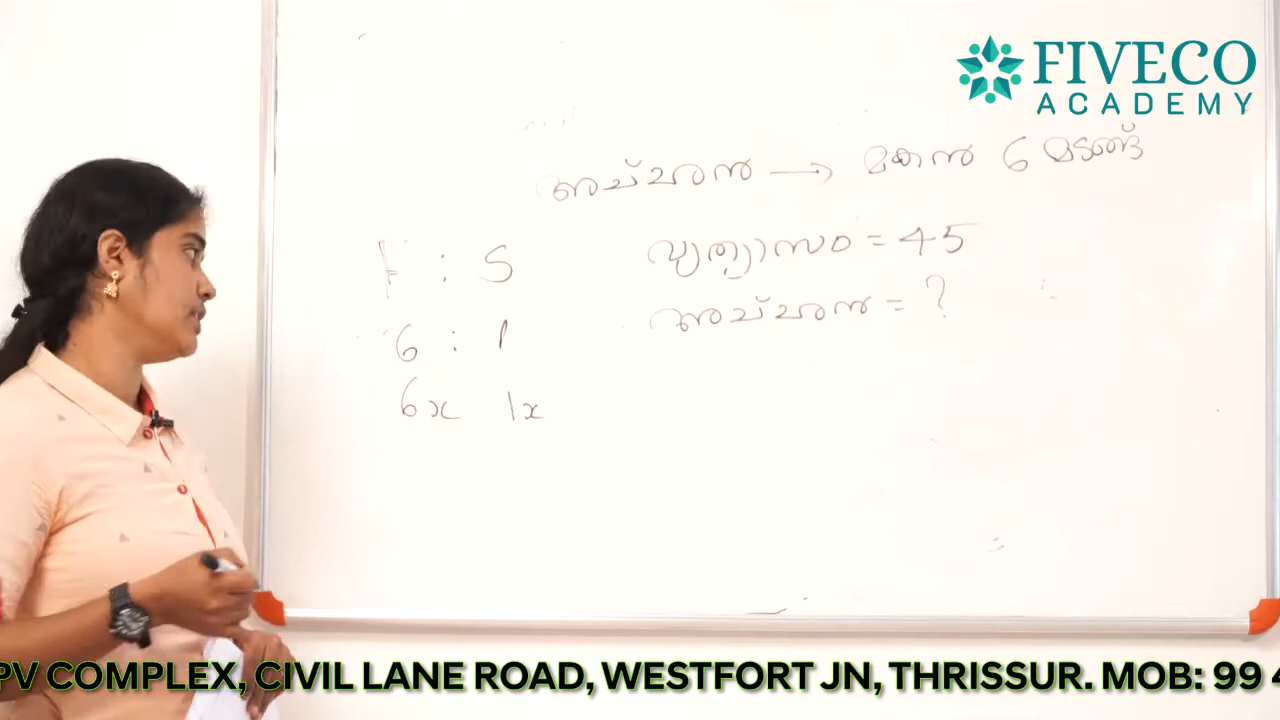 FIVECO
ACADEMY
അച്ഛൻ → മകൻ 6 മടങ്ങ്
F : S
വ്യത്യാസം = 45
6 : 1
അച്ഛൻ = ?
6x 1x
PV COMPLEX, CIVIL LANE ROAD, WESTFORT JN, THRISSUR. MOB: 99 4